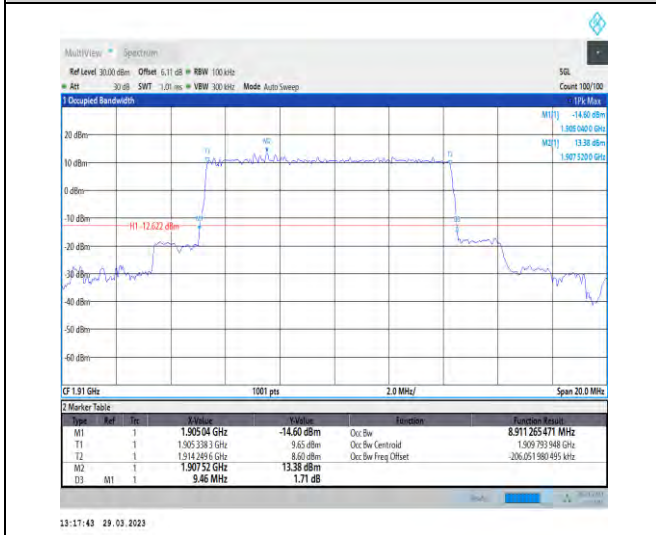 MultiView Spectrum
Ref Level 30.00 dBm Offset 6.11 dB RBW 100 kHz SGL
Att 30 dB SWT 1.01 ms VBW 300 kHz Mode Auto Sweep Count 100/100
1 Occupied Bandwidth 1Pk Max
M1[1] -14.60 dBm
1.905 040 0 GHz
M2[1] 13.38 dBm
1.907 520 0 GHz
20 dBm
M2
T1
T2
10 dBm
0 dBm
-10 dBm
H1 -12.622 dBm
-20 dBm
-30 dBm
-40 dBm
-50 dBm
-60 dBm
CF 1.91 GHz 1001 pts 2.0 MHz/ Span 20.0 MHz
2 Marker Table
Type Ref Trc X-Value Y-Value Function Function Result
M1 1 1.905 04 GHz -14.60 dBm Occ Bw 8.911 265 471 MHz
T1 1 1.905 338 3 GHz 9.65 dBm Occ Bw Centroid 1.909 793 948 GHz
T2 1 1.914 249 6 GHz 8.60 dBm Occ Bw Freq Offset -206.051 980 495 kHz
M2 1 1.907 52 GHz 13.38 dBm
D3 M1 1 9.46 MHz 1.71 dB
13:17:43 29.03.2023